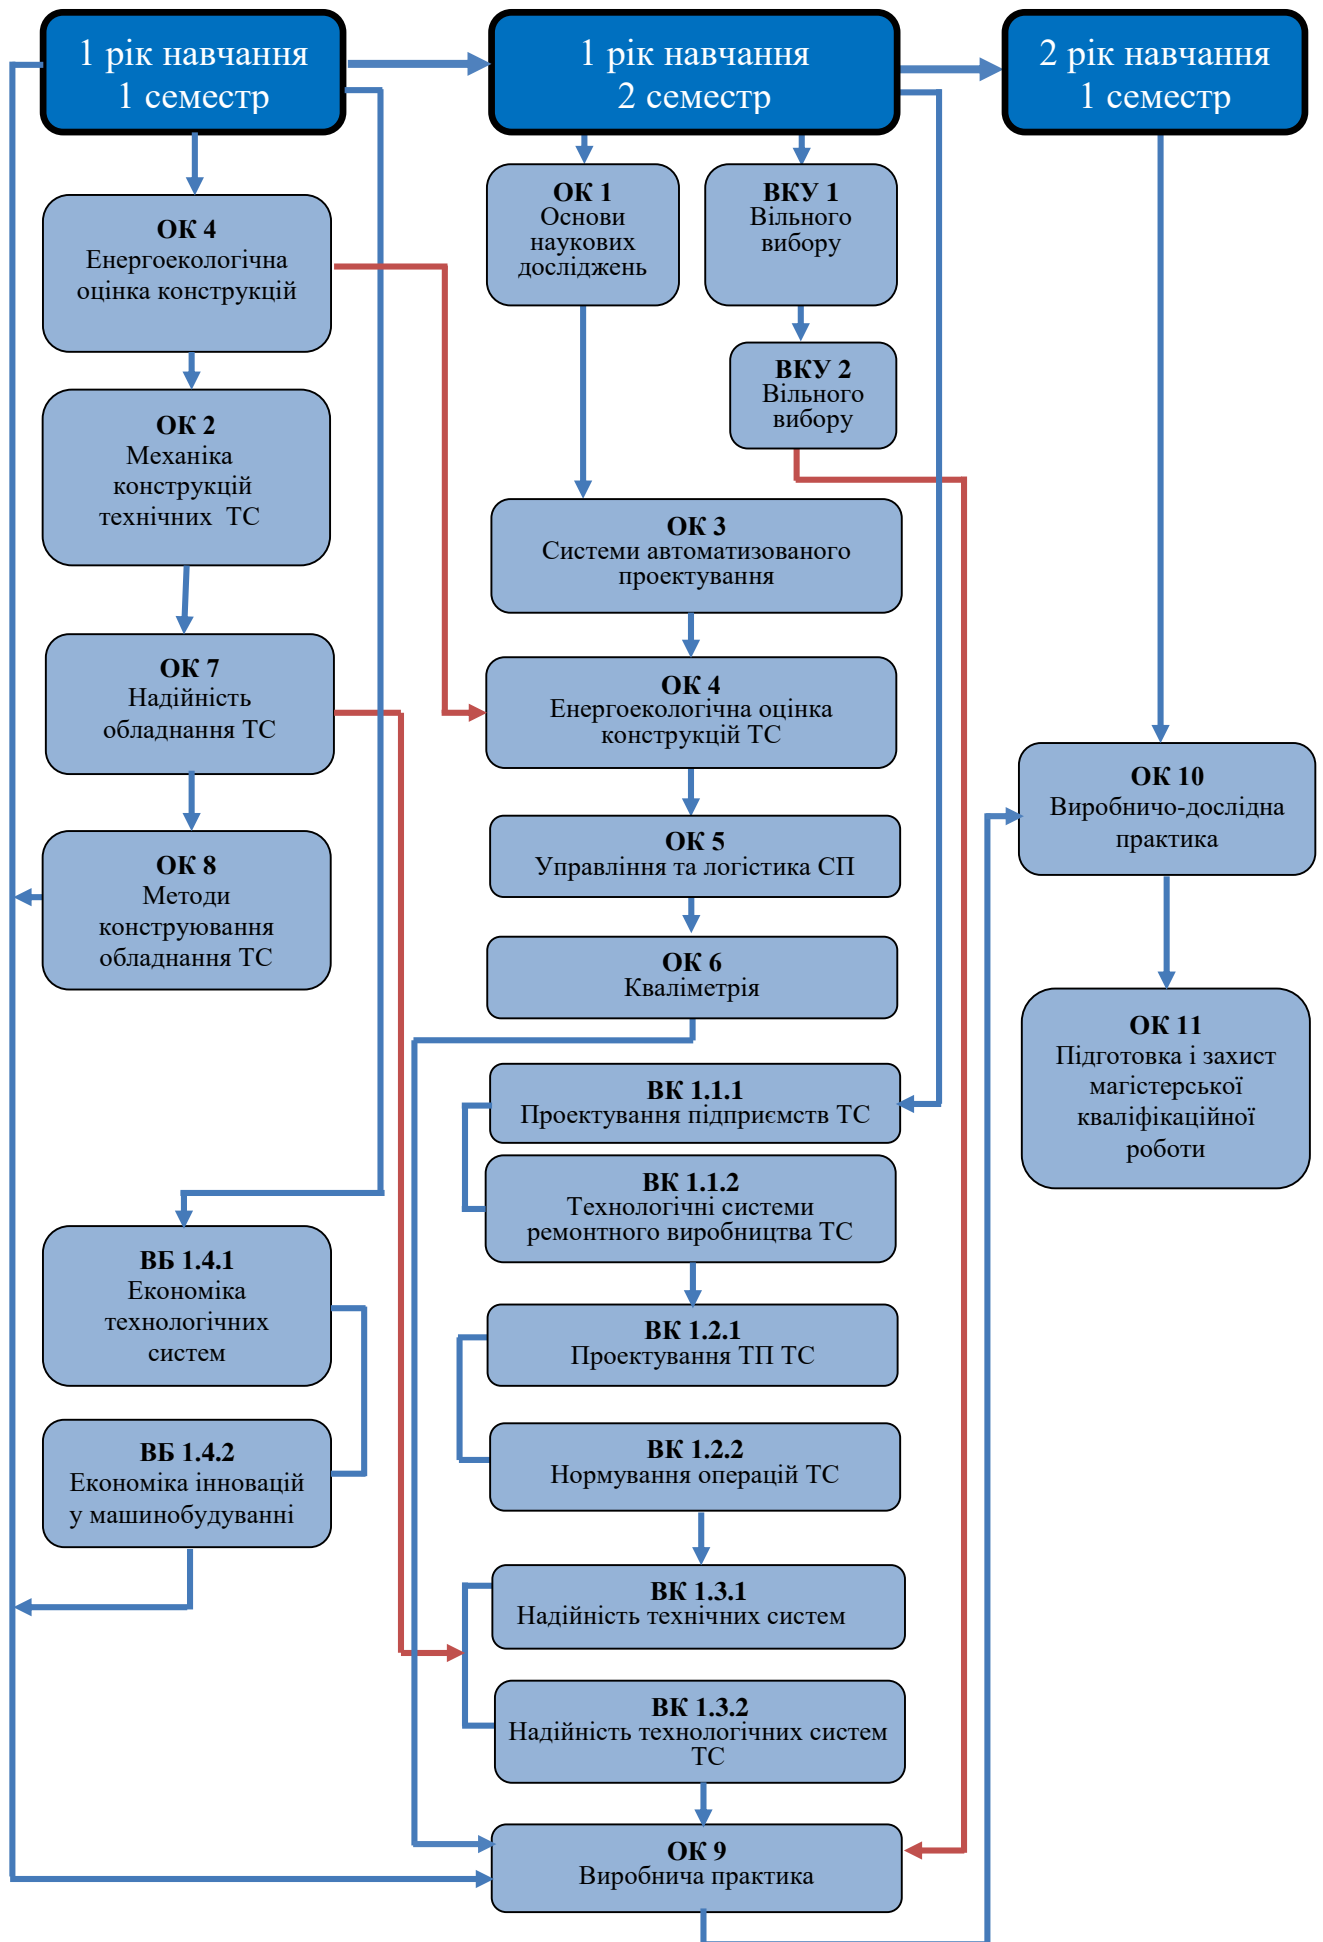 1 рік навчання
1 семестр
1 рік навчання
2 семестр
2 рік навчання
1 семестр
ОК 4
Енергоекологічна
оцінка конструкцій
ОК 2
Механіка
конструкцій
технічних ТС
ОК 7
Надійність
обладнання ТС
ОК 8
Методи
конструювання
обладнання ТС
ВБ 1.4.1
Економіка
технологічних
систем
ВБ 1.4.2
Економіка інновацій
у машинобудуванні
ОК 1
Основи
наукових
досліджень
ВКУ 1
Вільного
вибору
ВКУ 2
Вільного
вибору
ОК 3
Системи автоматизованого
проектування
ОК 4
Енергоекологічна оцінка
конструкцій ТС
ОК 5
Управління та логістика СП
ОК 6
Кваліметрія
ВК 1.1.1
Проектування підприємств ТС
ВК 1.1.2
Технологічні системи
ремонтного виробництва ТС
ВК 1.2.1
Проектування ТП ТС
ВК 1.2.2
Нормування операцій ТС
ВК 1.3.1
Надійність технічних систем
ВК 1.3.2
Надійність технологічних систем
ТС
ОК 9
Виробнича практика
ОК 10
Виробничо-дослідна
практика
ОК 11
Підготовка і захист
магістерської
кваліфікаційної
роботи